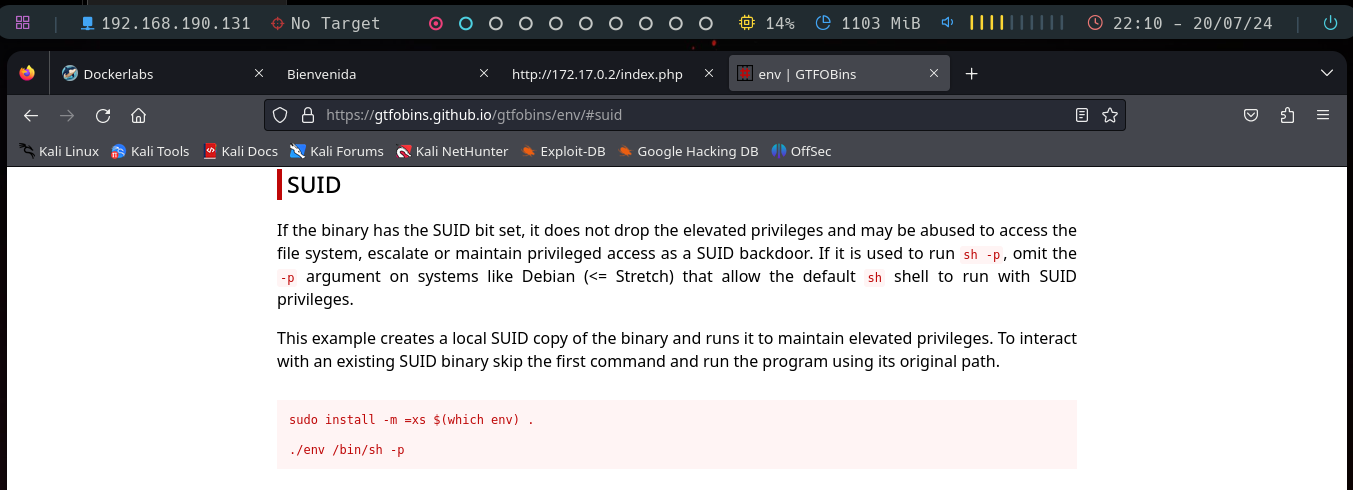 192.168.190.131 No Target 14% 1103 MiB 22:10 – 20/07/24
Dockerlabs Bienvenida http://172.17.0.2/index.php env | GTFOBins
https://gtfobins.github.io/gtfobins/env/#suid
Kali Linux Kali Tools Kali Docs Kali Forums Kali NetHunter Exploit-DB Google Hacking DB OffSec
SUID
If the binary has the SUID bit set, it does not drop the elevated privileges and may be abused to access the
file system, escalate or maintain privileged access as a SUID backdoor. If it is used to run sh -p, omit the
-p argument on systems like Debian (<= Stretch) that allow the default sh shell to run with SUID
privileges.
This example creates a local SUID copy of the binary and runs it to maintain elevated privileges. To interact
with an existing SUID binary skip the first command and run the program using its original path.
sudo install -m =xs $(which env) .
./env /bin/sh -p